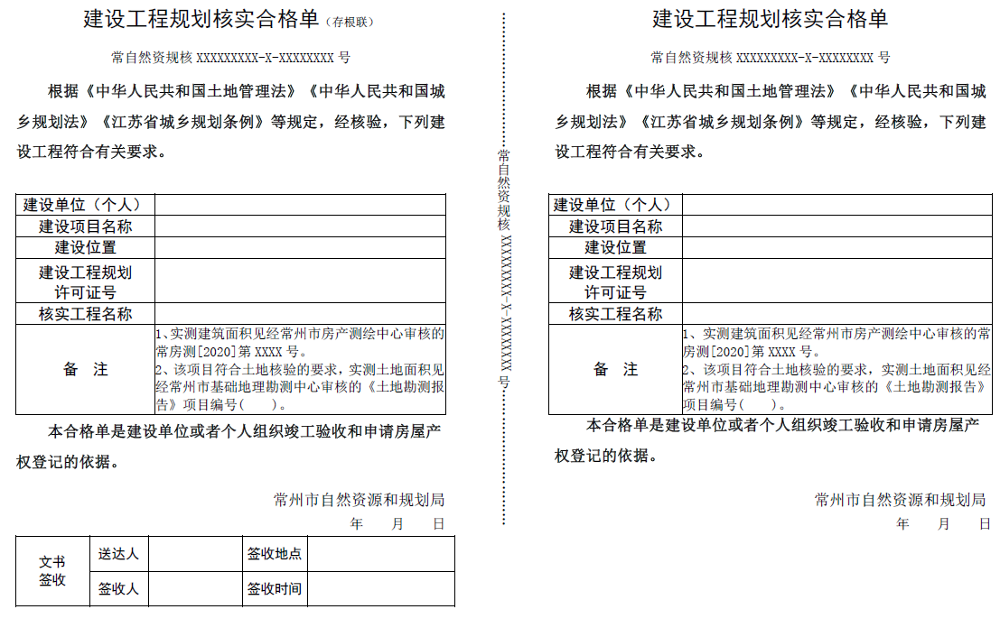 建设工程规划核实合格单（存根联）
常自然资规核 XXXXXXXXX-X-XXXXXXXX 号
根据《中华人民共和国土地管理法》《中华人民共和国城
乡规划法》《江苏省城乡规划条例》等规定，经核验，下列建
设工程符合有关要求。
建设单位（个人）
建设项目名称
建设位置
建设工程规划
许可证号
核实工程名称
备　注
1、实测建筑面积见经常州市房产测绘中心审核的
常房测[2020]第 XXXX 号。
2、该项目符合土地核验的要求，实测土地面积见
经常州市基础地理勘测中心审核的《土地勘测报
告》项目编号(　　)。
本合格单是建设单位或者个人组织竣工验收和申请房屋产
权登记的依据。
常州市自然资源和规划局
年　　月　　日
文书
签收
送达人
签收地点
签收人
签收时间
常自然资规核 XXXXXXXXX-X-XXXXXXXX 号
建设工程规划核实合格单
常自然资规核 XXXXXXXXX-X-XXXXXXXX 号
根据《中华人民共和国土地管理法》《中华人民共和国城
乡规划法》《江苏省城乡规划条例》等规定，经核验，下列建
设工程符合有关要求。
建设单位（个人）
建设项目名称
建设位置
建设工程规划
许可证号
核实工程名称
备　注
1、实测建筑面积见经常州市房产测绘中心审核的常
房测[2020]第 XXXX 号。
2、该项目符合土地核验的要求，实测土地面积见经
常州市基础地理勘测中心审核的《土地勘测报告》
项目编号(　　)。
本合格单是建设单位或者个人组织竣工验收和申请房屋产
权登记的依据。
常州市自然资源和规划局
年　　月　　日